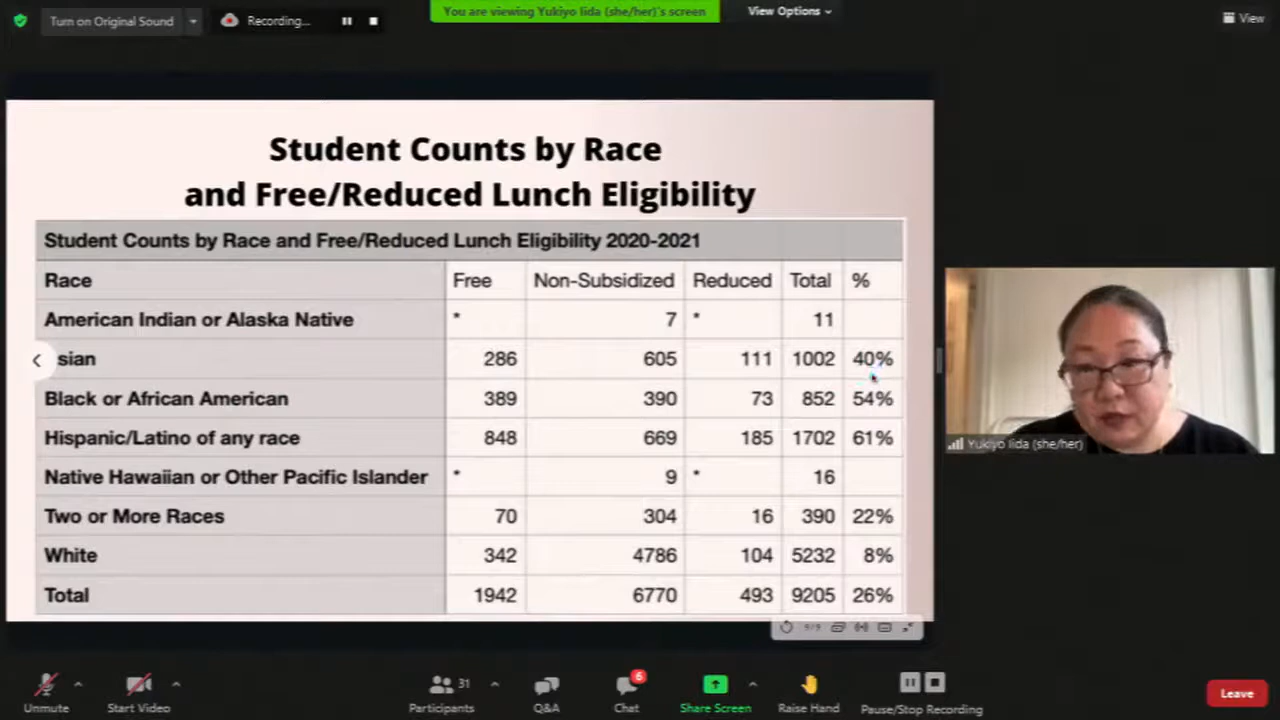 Turn on Original Sound
Recording...
You are viewing Yukiyo Iida (she/her)'s screen
View Options
View
Student Counts by Race
and Free/Reduced Lunch Eligibility
Student Counts by Race and Free/Reduced Lunch Eligibility 2020-2021
Race Free Non-Subsidized Reduced Total %
American Indian or Alaska Native * 7 * 11
sian 286 605 111 1002 40%
Black or African American 389 390 73 852 54%
Hispanic/Latino of any race 848 669 185 1702 61%
Native Hawaiian or Other Pacific Islander * 9 * 16
Two or More Races 70 304 16 390 22%
White 342 4786 104 5232 8%
Total 1942 6770 493 9205 26%
Yukiyo Iida (she/her)
9/9
31
6
Unmute Start Video Participants Q&A Chat Share Screen Raise Hand Pause/Stop Recording Leave